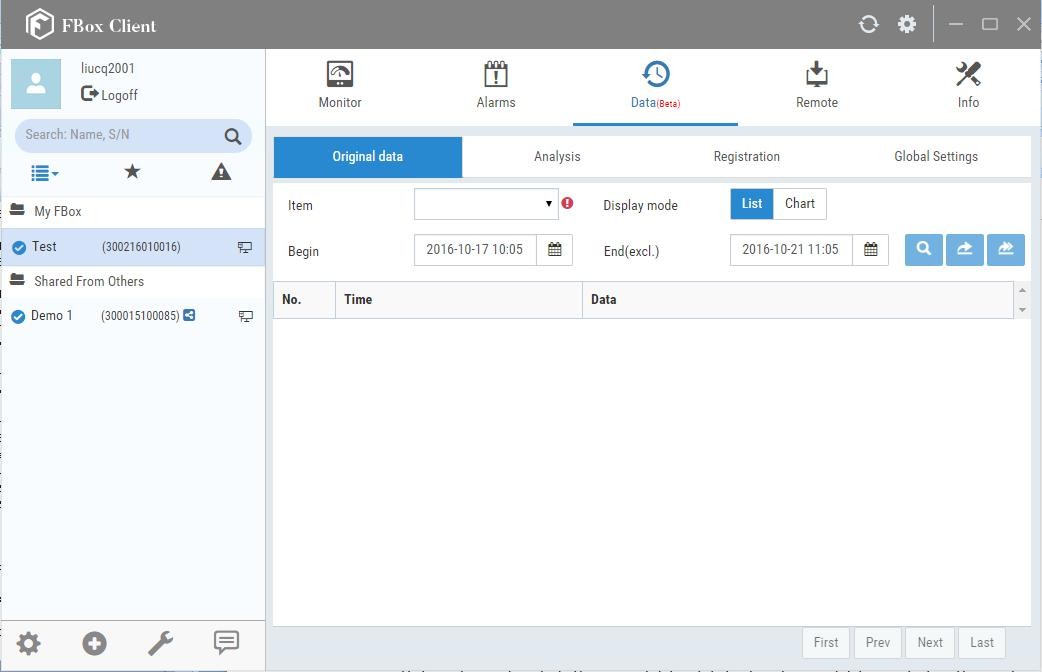 FBox Client
liucq2001
Logoff
Search: Name, S/N
My FBox
Test (300216010016)
Shared From Others
Demo 1 (300015100085)
Monitor Alarms Data(Beta) Remote Info
Original data Analysis Registration Global Settings
Item Display mode List Chart
Begin 2016-10-17 10:05 End(excl.) 2016-10-21 11:05
No. Time Data
First Prev Next Last